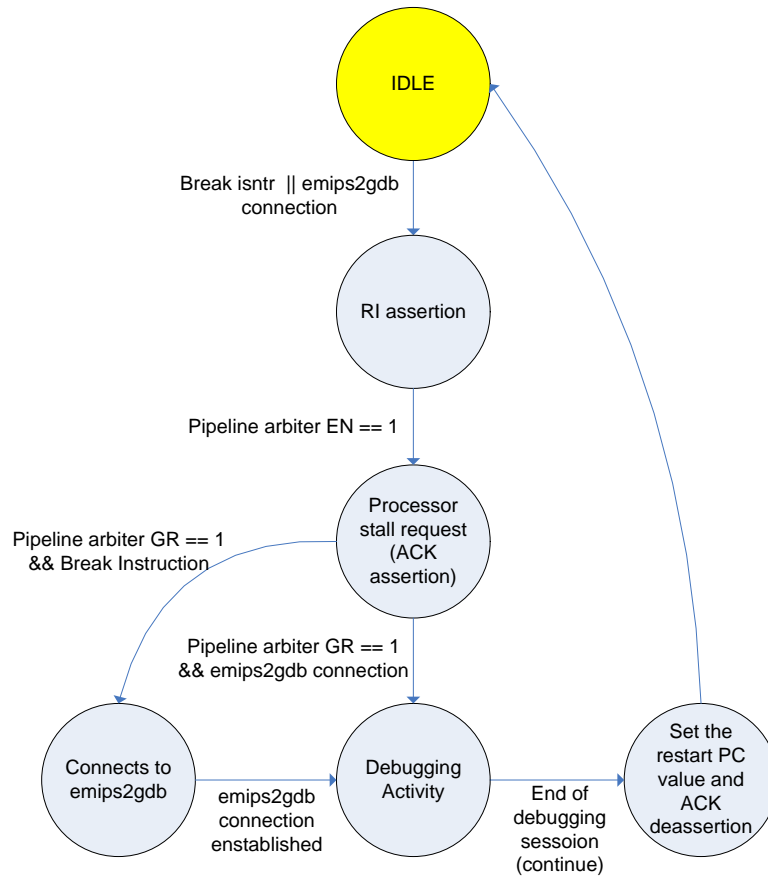 IDLE
Break isntr || emips2gdb
connection
RI assertion
Pipeline arbiter EN == 1
Processor
stall request
(ACK
assertion)
Pipeline arbiter GR == 1
&& Break Instruction
Pipeline arbiter GR == 1
&& emips2gdb connection
Connects to
emips2gdb
emips2gdb
connection
enstablished
Debugging
Activity
End of
debugging
sessoion
(continue)
Set the
restart PC
value and
ACK
deassertion